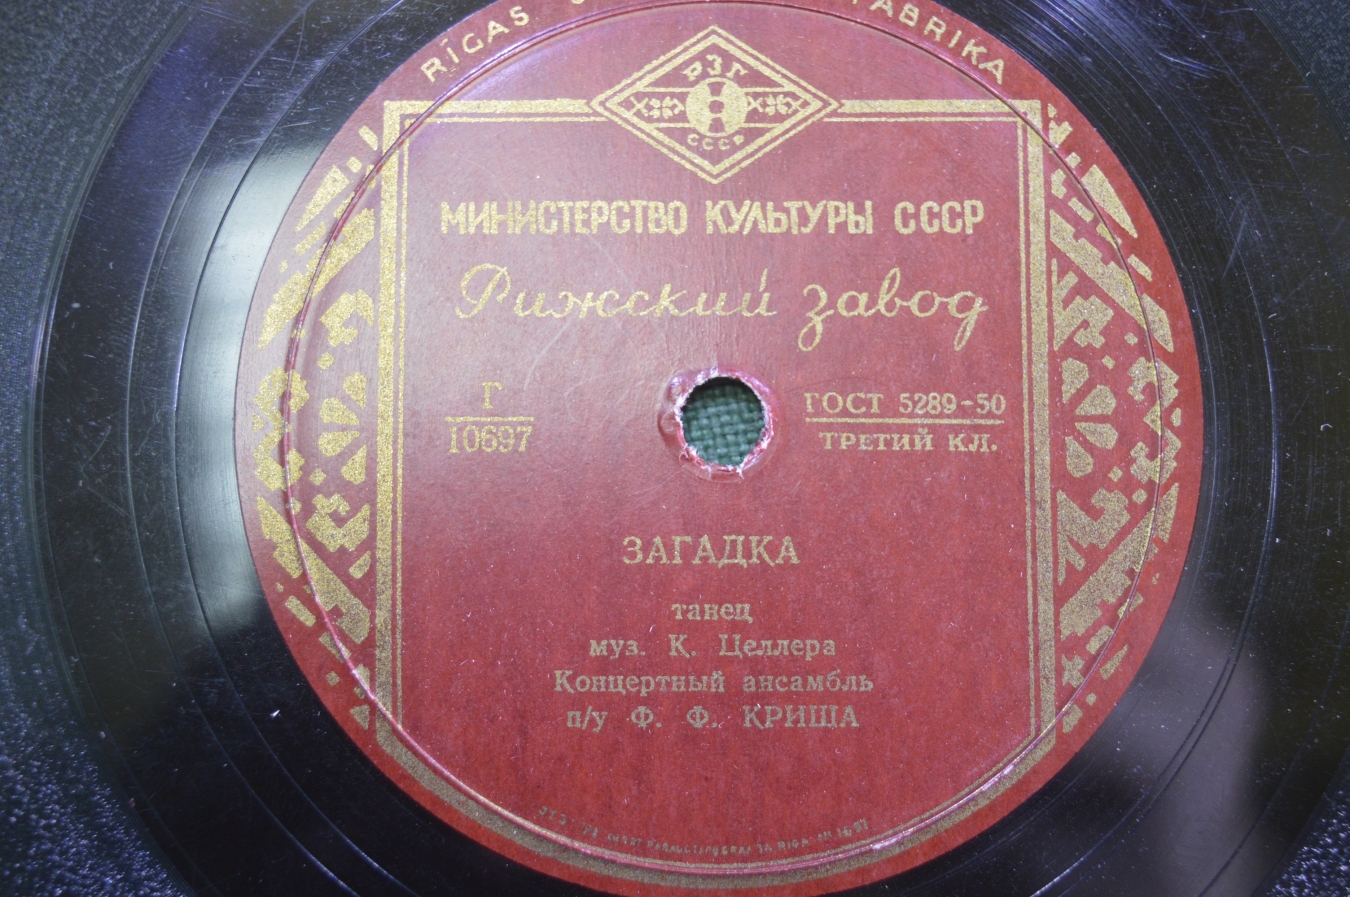 RĪGAS FABRIKA
РЗГ
СССР
МИНИСТЕРСТВО КУЛЬТУРЫ СССР
Рижский завод
Г
10697
ГОСТ 5289-50
ТРЕТИЙ КЛ.
ЗАГАДКА
танец
муз. К. Целлера
Концертный ансамбль
п/у Ф. Ф. КРИША